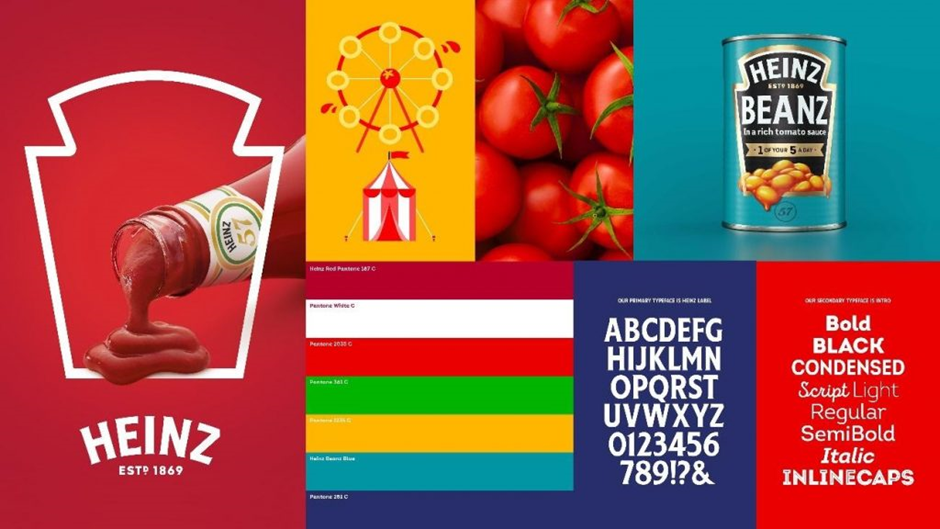 HEINZ
57
HEINZ
ESTD 1869
HEINZ
ESTD 1869
BEANZ
In a rich tomato sauce
1 OF YOUR 5 A DAY
57
Heinz Red Pantone 187 C
Pantone White C
Pantone
Pantone
Pantone
Heinz Beanz Blue
Pantone 281 C
OUR PRIMARY TYPEFACE IS HEINZ LABEL
ABCDEFG
HIJKLMN
OPQRST
UVWXYZ
0123456
789!?&
OUR SECONDARY TYPEFACE IS INTRO
Bold
BLACK
CONDENSED
Script Light
Regular
SemiBold
Italic
INLINECAPS